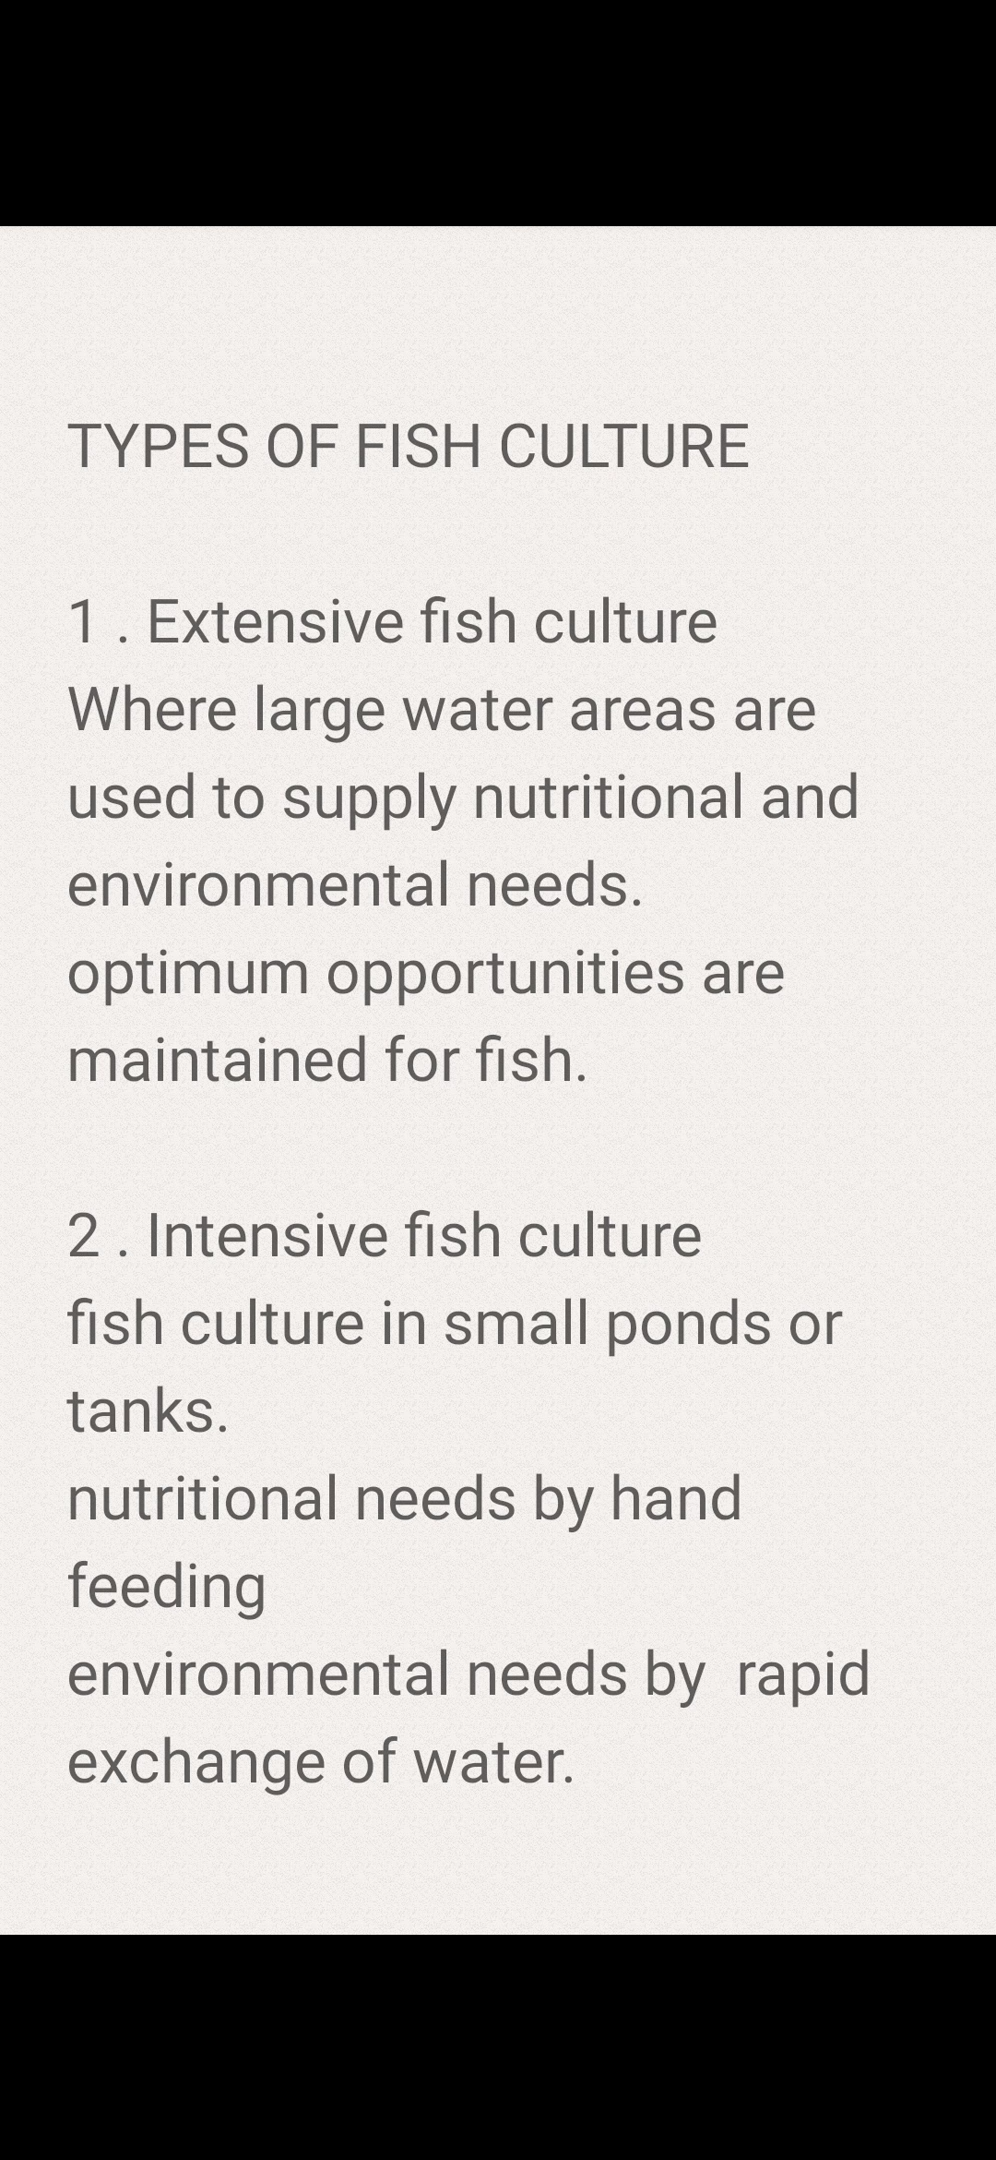 TYPES OF FISH CULTURE
1 . Extensive fish culture
Where large water areas are
used to supply nutritional and
environmental needs.
optimum opportunities are
maintained for fish.
2 . Intensive fish culture
fish culture in small ponds or
tanks.
nutritional needs by hand
feeding
environmental needs by  rapid
exchange of water.